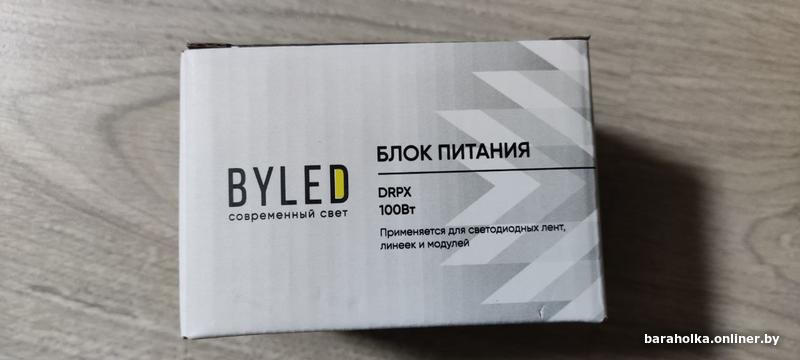 BYLED
современный свет
БЛОК ПИТАНИЯ
DRPX
100Вт
Применяется для светодиодных лент,
линеек и модулей
baraholka.onliner.by